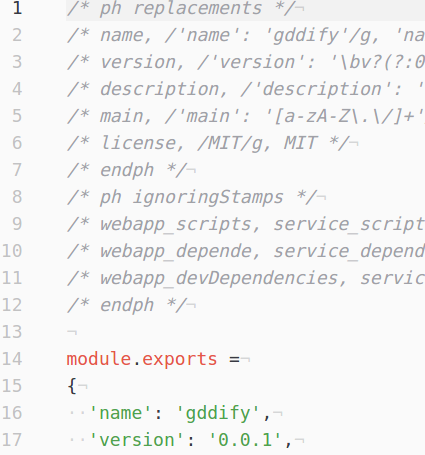 1 /* ph replacements */¬
2 /* name, /'name': 'gddify'/g, 'na
3 /* version, /'version': '\bv?(?:0
4 /* description, /'description': '
5 /* main, /'main': '[a-zA-Z\.\/]+'
6 /* license, /MIT/g, MIT */¬
7 /* endph */¬
8 /* ph ignoringStamps */¬
9 /* webapp_scripts, service_script
10 /* webapp_depende, service_depend
11 /* webapp_devDependencies, servic
12 /* endph */¬
13 ¬
14 module.exports =¬
15 {¬
16 ··'name': 'gddify',¬
17 ··'version': '0.0.1',¬